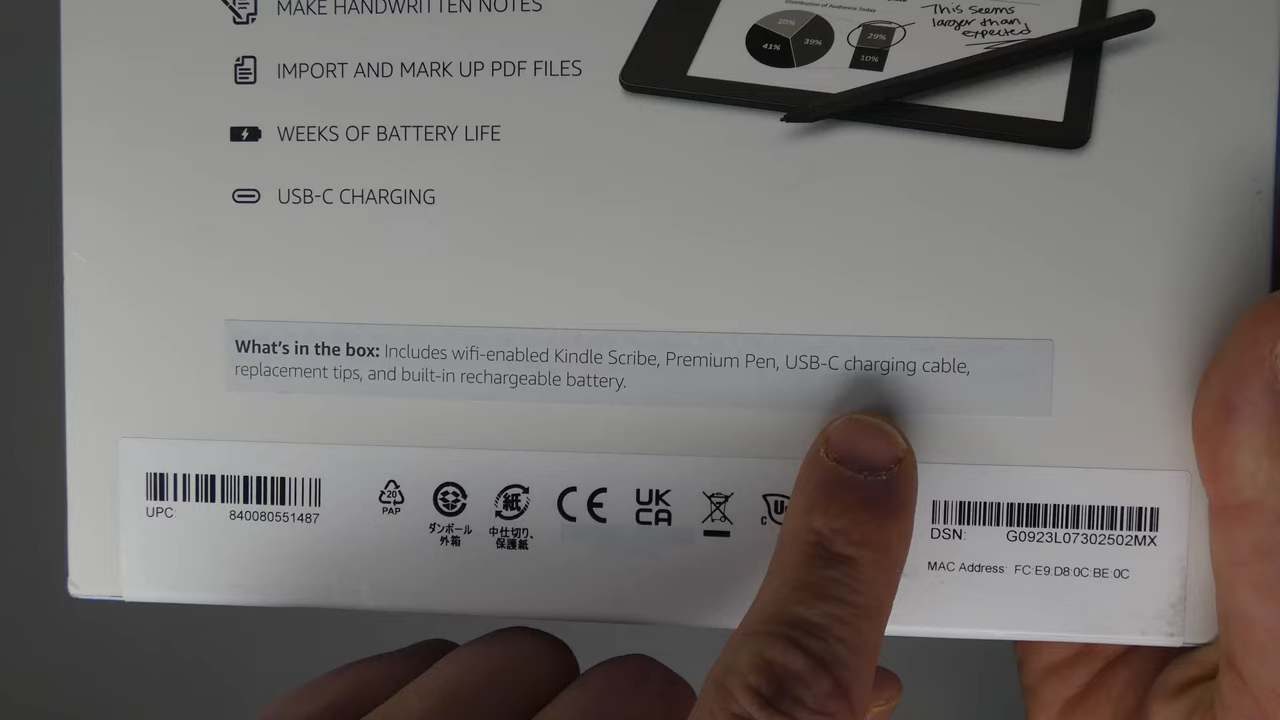 MAKE HANDWRITTEN NOTES
IMPORT AND MARK UP PDF FILES
WEEKS OF BATTERY LIFE
USB-C CHARGING
Distribution of Audience Today
20%
41%
39%
29%
10%
This seems
larger than
expected
What's in the box: Includes wifi-enabled Kindle Scribe, Premium Pen, USB-C charging cable,
replacement tips, and built-in rechargeable battery.
UPC: 840080551487
20
PAP
ダンボール
外箱
紙
中仕切り、
保護紙
CE
UK
CA
c U
DSN: G0923L07302502MX
MAC Address: FC:E9:D8:0C:BE:0C